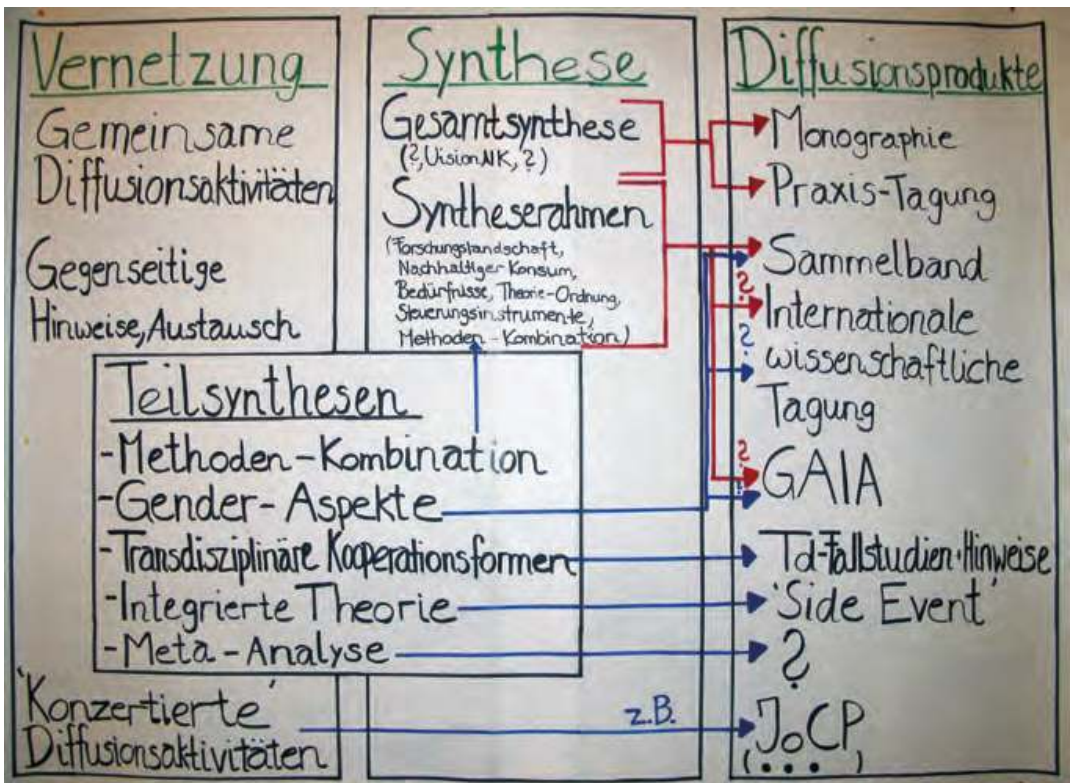 Vernetzung
Gemeinsame
Diffusionsaktivitäten
Gegenseitige
Hinweise, Austausch
Synthese
Gesamtsynthese
(?, Vision NK, ?)
Syntheserahmen
(Forschungslandschaft,
Nachhaltiger Konsum,
Bedürfnisse, Theorie-Ordnung,
Steuerungsinstrumente,
Methoden-Kombination)
Teilsynthesen
-Methoden-Kombination
-Gender-Aspekte
-Transdisziplinäre Kooperationsformen
-Integrierte Theorie
-Meta-Analyse
'Konzertierte'
Diffusionsaktivitäten
z.B.
Diffusionsprodukte
Monographie
Praxis-Tagung
Sammelband
?
Internationale
?
wissenschaftliche
Tagung
?
GAIA
?
Td-Fallstudien·Hinweise
'Side Event'
?
JoCP
(...)